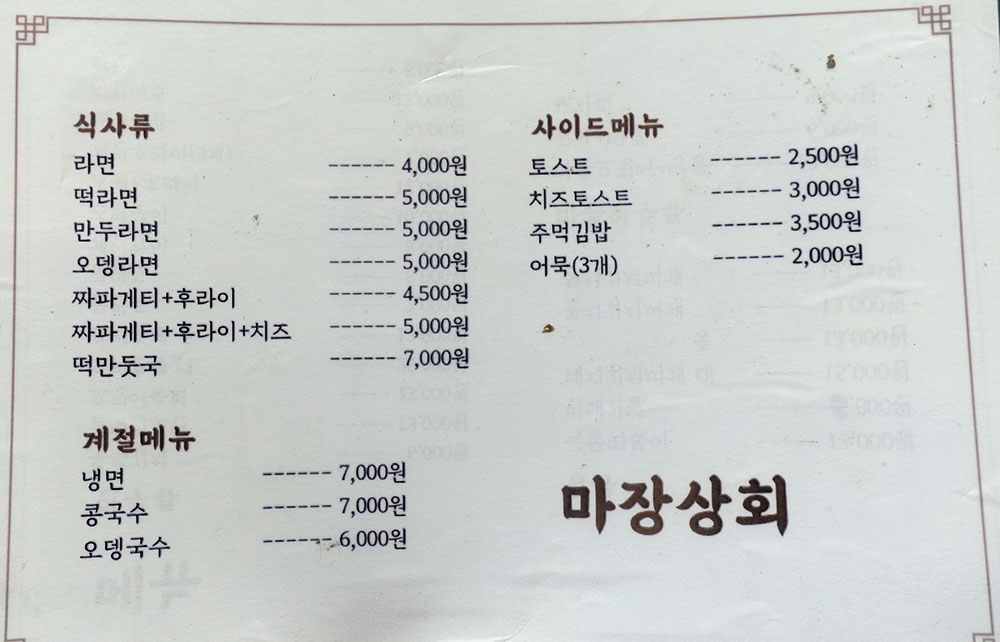 식사류
라면 ------ 4,000원
떡라면 ------ 5,000원
만두라면 ------ 5,000원
오뎅라면 ------ 5,000원
짜파게티+후라이 ------ 4,500원
짜파게티+후라이+치즈 ------ 5,000원
떡만둣국 ------ 7,000원
계절메뉴
냉면 ------ 7,000원
콩국수 ------ 7,000원
오뎅국수 ------ 6,000원
사이드메뉴
토스트 ------ 2,500원
치즈토스트 ------ 3,000원
주먹김밥 ------ 3,500원
어묵(3개) ------ 2,000원
마장상회